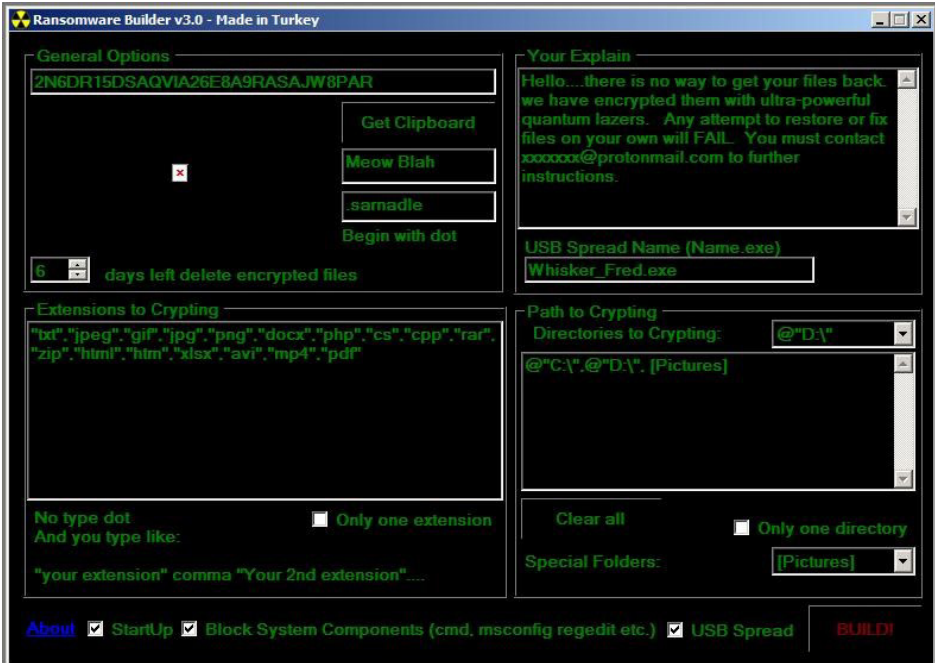 Ransomware Builder v3.0 - Made in Turkey
General Options
2N6DR15DSAQVIA26E8A9RASAJW8PAR
Get Clipboard
Meow Blah
.sarnadle
Begin with dot
6 days left delete encrypted files
Your Explain
Hello....there is no way to get your files back.
we have encrypted them with ultra-powerful
quantum lazers.   Any attempt to restore or fix
files on your own will FAIL.  You must contact
xxxxxxx@protonmail.com to further
instructions.
USB Spread Name (Name.exe)
Whisker_Fred.exe
Extensions to Crypting
"txt","jpeg","gif","jpg","png","docx","php","cs","cpp","rar",
"zip","html","htm","xlsx","avi","mp4","pdf"
No type dot
Only one extension
And you type like:
"your extension" comma "Your 2nd extension"....
Path to Crypting
Directories to Crypting: @"D:\"
@"C:\",@"D:\", [Pictures]
Clear all
Only one directory
Special Folders: [Pictures]
About StartUp Block System Components (cmd, msconfig regedit etc.) USB Spread BUILD!